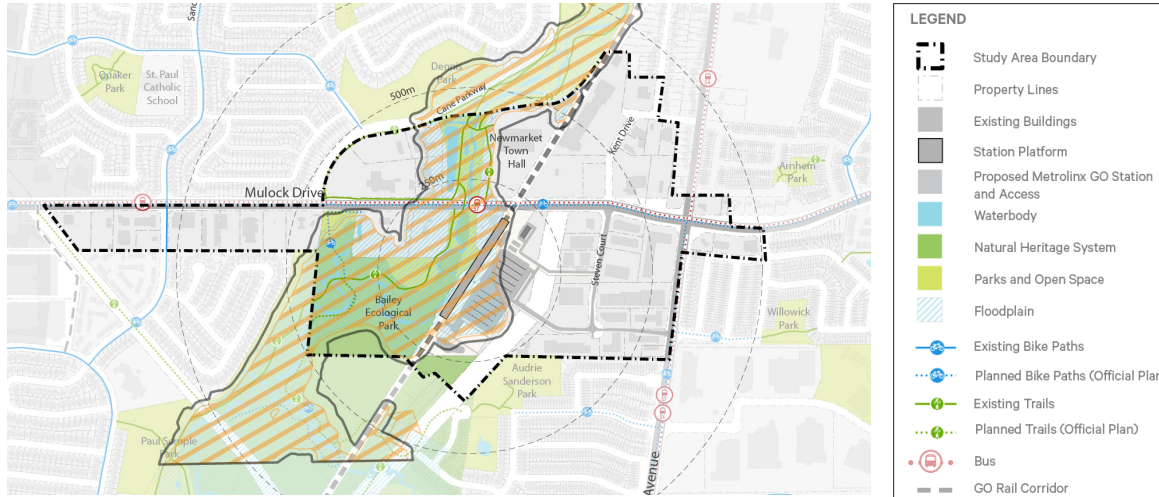 Sand
Quaker
Park
St. Paul
Catholic
School
Dennis
Park
500m
Cane Parkway
Newmarket
Town
Hall
Kent Drive
Arnhem
Park
250m
Mulock Drive
Steven Court
Bailey
Ecological
Park
Willowick
Park
Audrie
Sanderson
Park
Paul Semple
Park
Avenue
LEGEND
Study Area Boundary
Property Lines
Existing Buildings
Station Platform
Proposed Metrolinx GO Station
and Access
Waterbody
Natural Heritage System
Parks and Open Space
Floodplain
Existing Bike Paths
Planned Bike Paths (Official Plan
Existing Trails
Planned Trails (Official Plan)
Bus
GO Rail Corridor